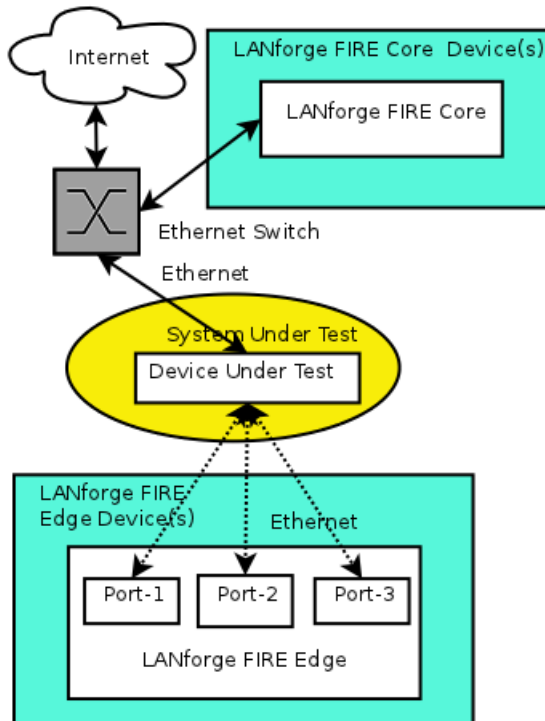 Internet
LANforge FIRE Core Device(s)
LANforge FIRE Core
Ethernet Switch
Ethernet
System Under Test
Device Under Test
LANforge FIRE
Edge Device(s)
Ethernet
Port-1
Port-2
Port-3
LANforge FIRE Edge